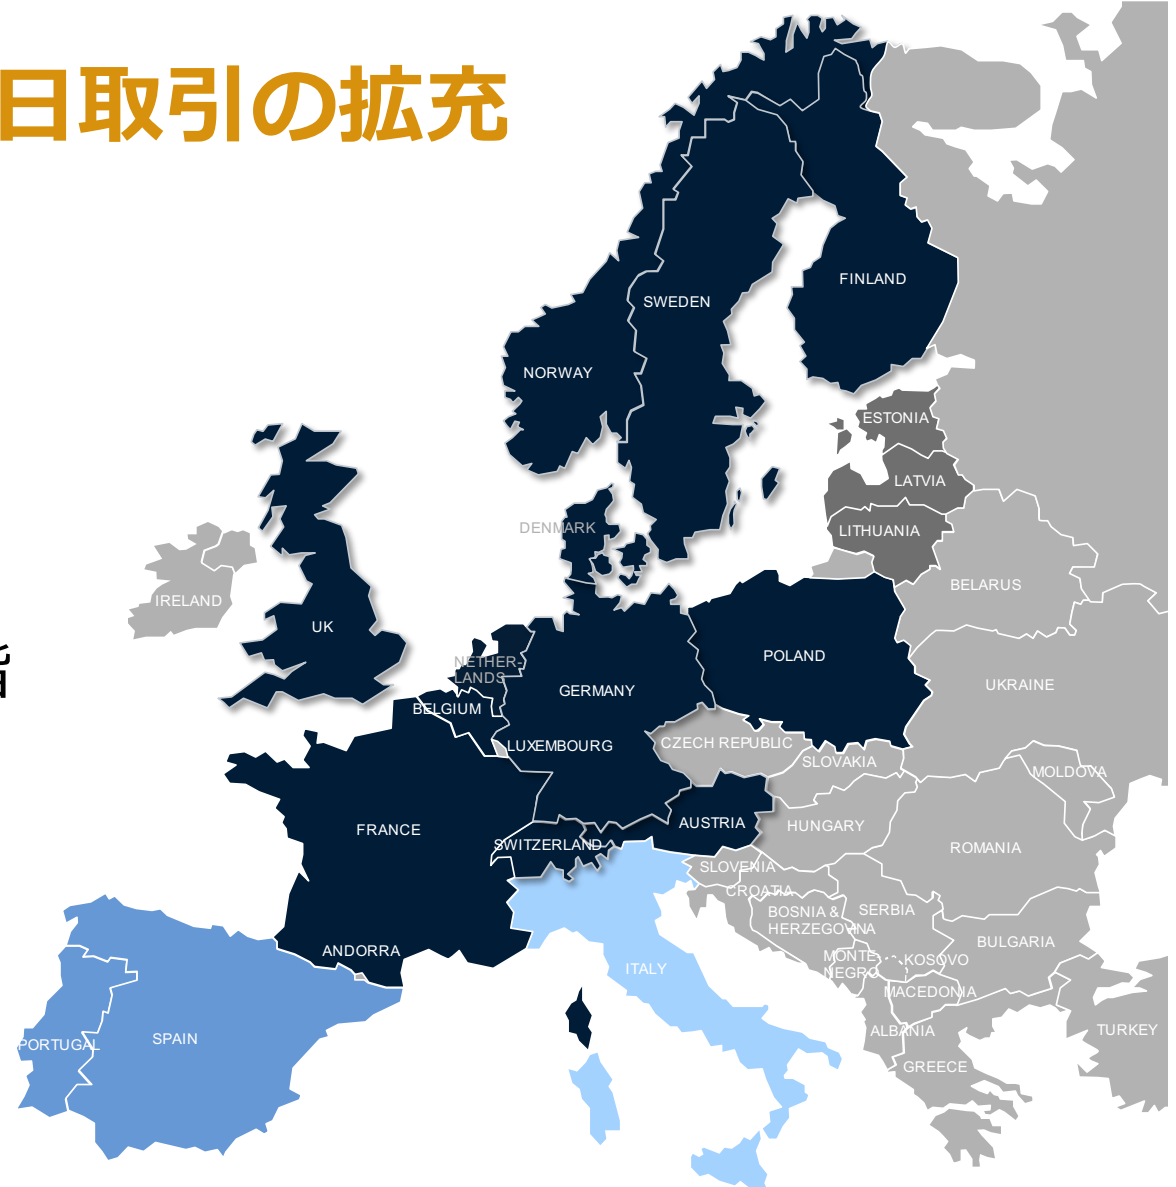 日取引の拡充
FINLAND
SWEDEN
NORWAY
ESTONIA
LATVIA
DENMARK
LITHUANIA
BELARUS
IRELAND
UK
POLAND
NETHER-
LANDS
UKRAINE
GERMANY
BELGIUM
LUXEMBOURG
CZECH REPUBLIC
SLOVAKIA
MOLDOVA
AUSTRIA
HUNGARY
FRANCE
SWITZERLAND
ROMANIA
SLOVENIA
CROATIA
BOSNIA &
HERZEGOVINA
SERBIA
BULGARIA
ANDORRA
MONTE-
NEGRO
KOSOVO
ITALY
MACEDONIA
ALBANIA
TURKEY
SPAIN
PORTUGAL
GREECE